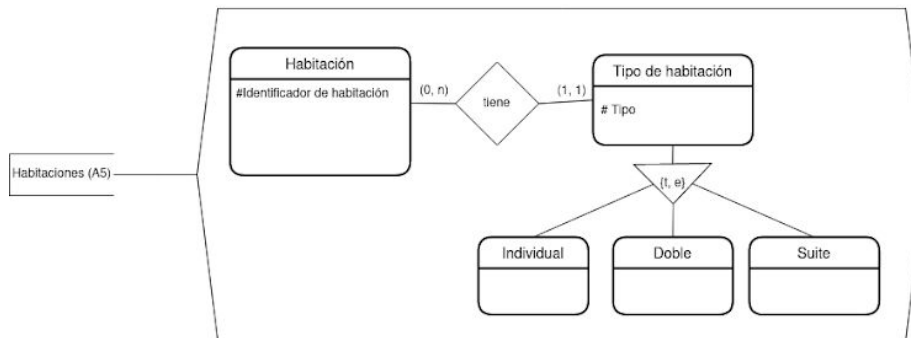 Habitación
Tipo de habitación
#Identificador de habitación
(0, n)
tiene
(1, 1)
# Tipo
Habitaciones (A5)
{t, e}
Individual
Doble
Suite